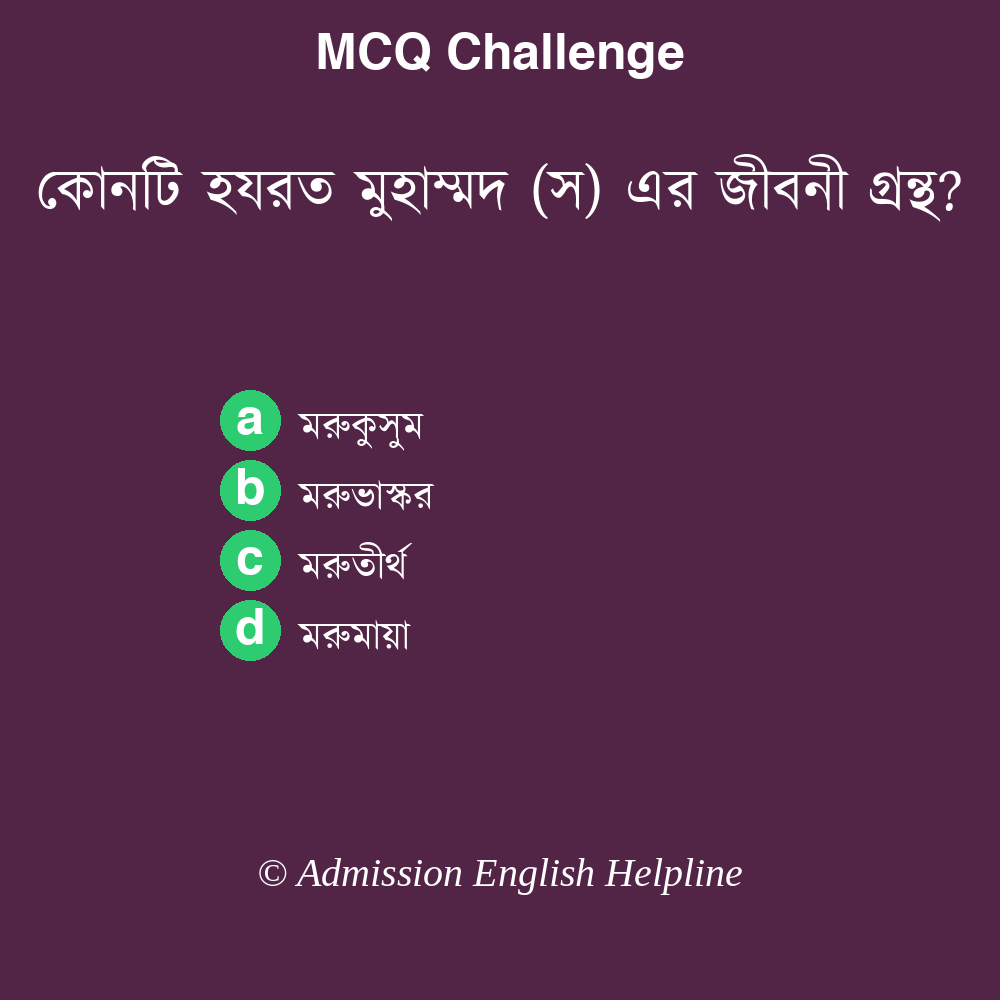 MCQ Challenge
কোনটি হযরত মুহাম্মদ (স) এর জীবনী গ্রন্থ?
a মরুকুসুম
b মরুভাস্কর
c মরুতীর্থ
d মরুমায়া
© Admission English Helpline